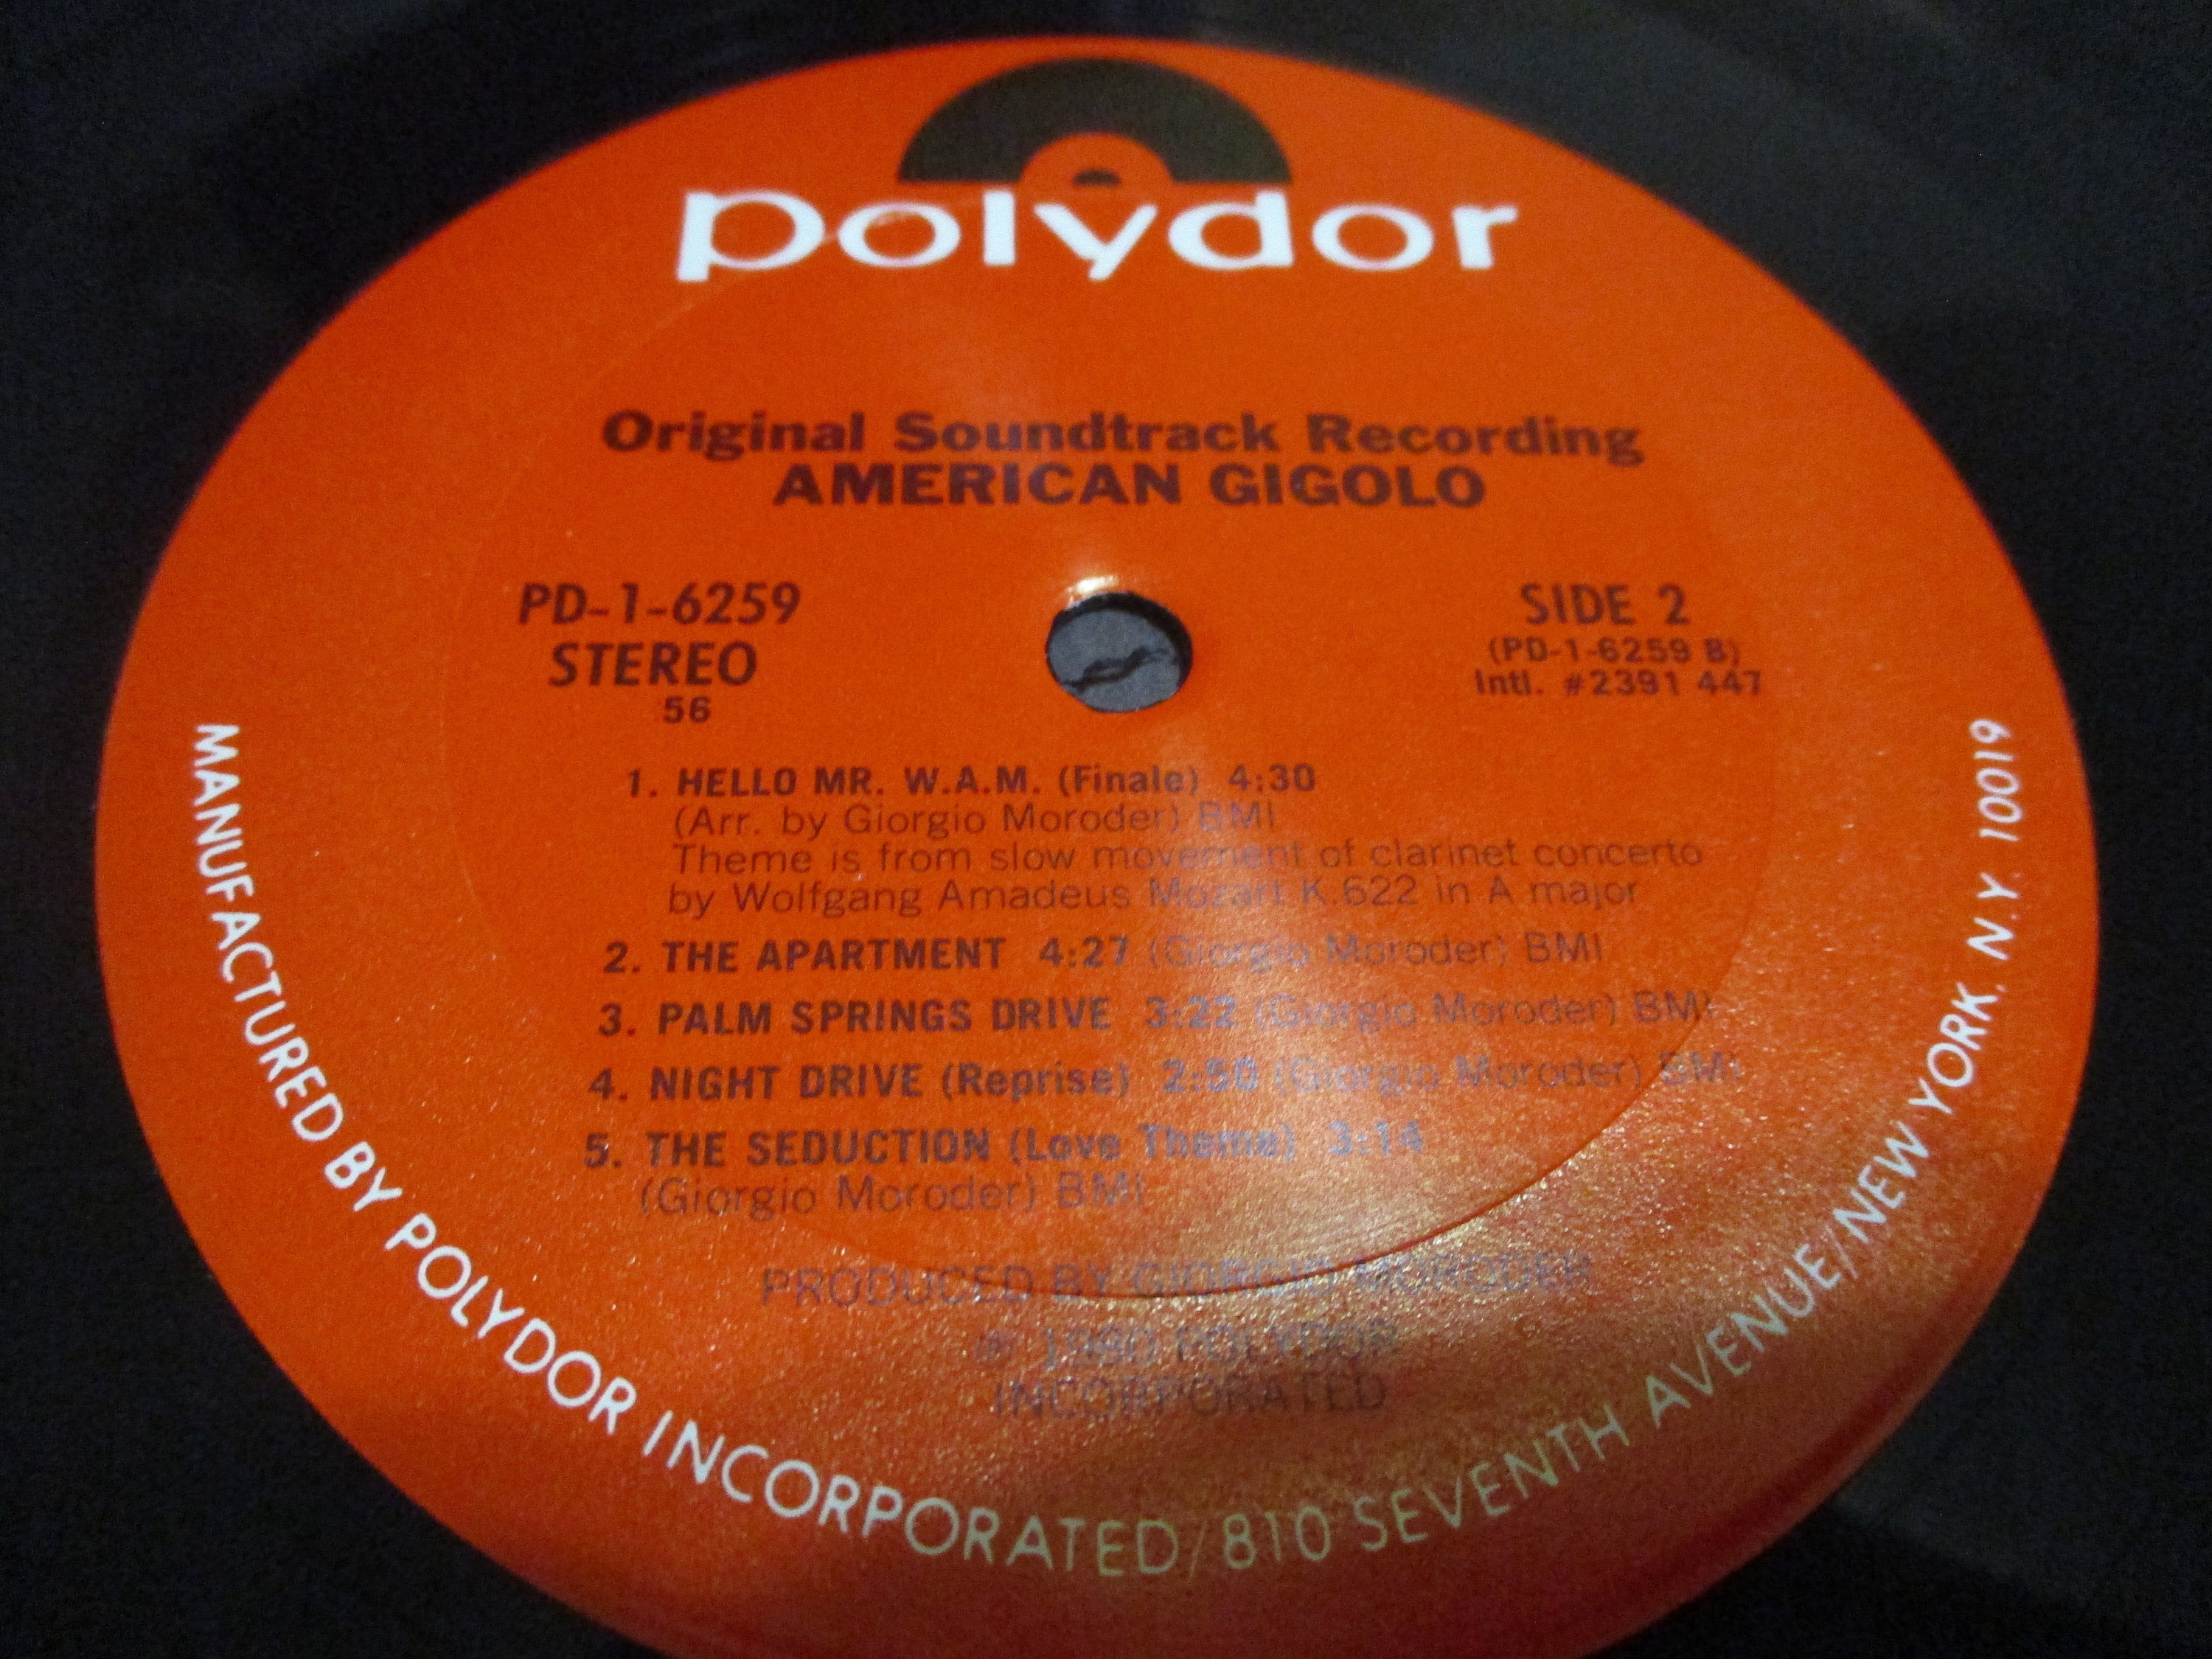 polydor
Original Soundtrack Recording
AMERICAN GIGOLO
PD-1-6259
STEREO
56
SIDE 2
(PD-1-6259 B)
Intl. #2391 447
1. HELLO MR. W.A.M. (Finale) 4:30
(Arr. by Giorgio Moroder) BMI
Theme is from slow movement of clarinet concerto
by Wolfgang Amadeus Mozart K.622 in A major
2. THE APARTMENT 4:27 (Giorgio Moroder) BMI
3. PALM SPRINGS DRIVE 3:22 (Giorgio Moroder) BMI
4. NIGHT DRIVE (Reprise) 2:50 (Giorgio Moroder) BMI
5. THE SEDUCTION (Love Theme) 3:14
(Giorgio Moroder) BMI
PRODUCED BY GIORGIO MORODER
℗ 1980 POLYDOR
INCORPORATED
MANUFACTURED BY POLYDOR INCORPORATED/810 SEVENTH AVENUE/NEW YORK, N.Y. 10019